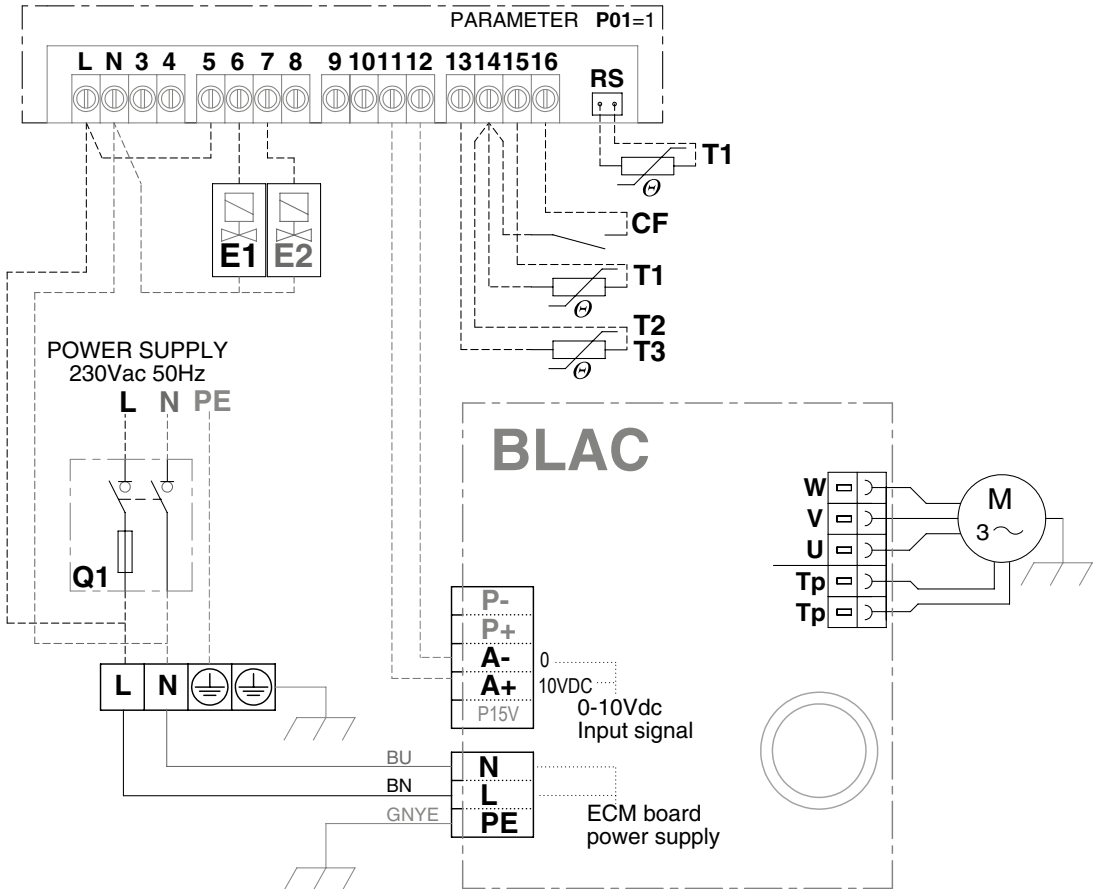 PARAMETER P01=1
L N 3 4 5 6 7 8 9 10 11 12 13 14 15 16
RS
T1
CF
E1 E2
T1
T2
T3
POWER SUPPLY
230Vac 50Hz
L N PE
BLAC
W
V
U
Tp
Tp
M
3
Q1
P-
P+
A- 0
A+ 10VDC
P15V
0-10Vdc
Input signal
L N
BU
BN
GNYE
N
L
PE
ECM board
power supply
Θ
Θ
Θ